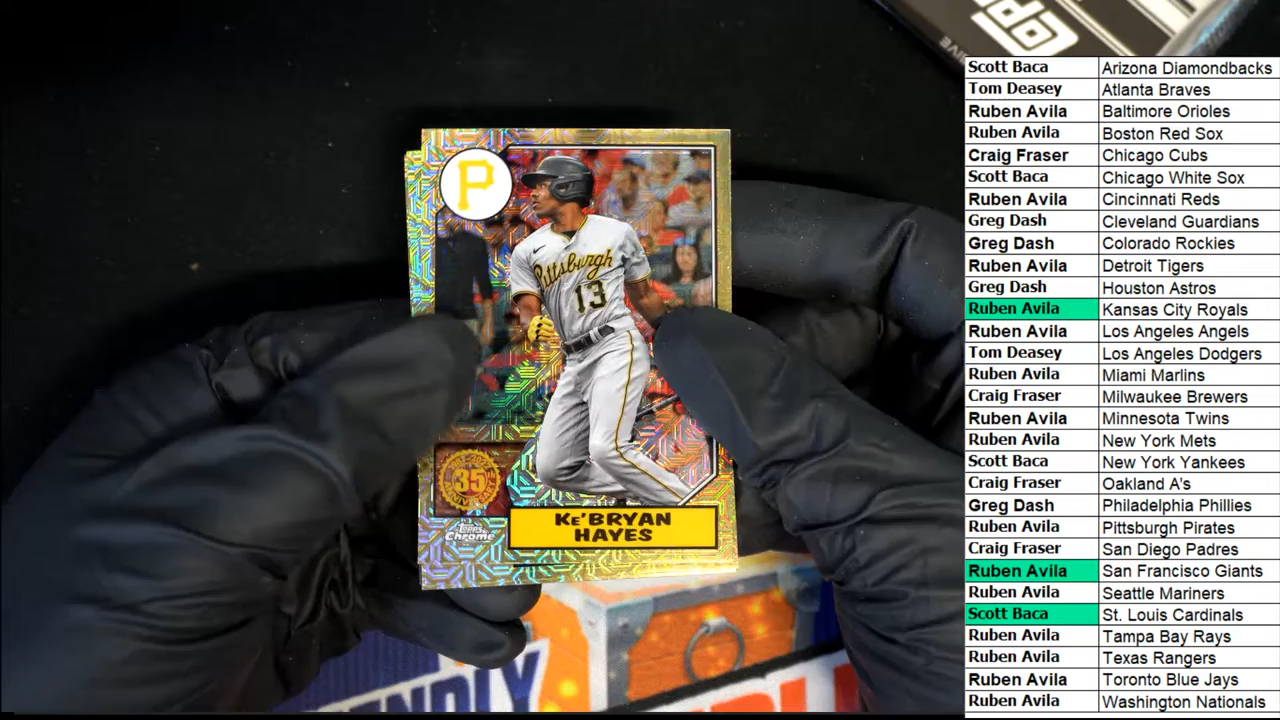 Topps
P
Pittsburgh
13
35
ANNIVERSARY
Topps
Chrome
KE'BRYAN
HAYES
Scott Baca Arizona Diamondbacks
Tom Deasey Atlanta Braves
Ruben Avila Baltimore Orioles
Ruben Avila Boston Red Sox
Craig Fraser Chicago Cubs
Scott Baca Chicago White Sox
Ruben Avila Cincinnati Reds
Greg Dash Cleveland Guardians
Greg Dash Colorado Rockies
Ruben Avila Detroit Tigers
Greg Dash Houston Astros
Ruben Avila Kansas City Royals
Ruben Avila Los Angeles Angels
Tom Deasey Los Angeles Dodgers
Ruben Avila Miami Marlins
Craig Fraser Milwaukee Brewers
Ruben Avila Minnesota Twins
Ruben Avila New York Mets
Scott Baca New York Yankees
Craig Fraser Oakland A's
Greg Dash Philadelphia Phillies
Ruben Avila Pittsburgh Pirates
Craig Fraser San Diego Padres
Ruben Avila San Francisco Giants
Ruben Avila Seattle Mariners
Scott Baca St. Louis Cardinals
Ruben Avila Tampa Bay Rays
Ruben Avila Texas Rangers
Ruben Avila Toronto Blue Jays
Ruben Avila Washington Nationals